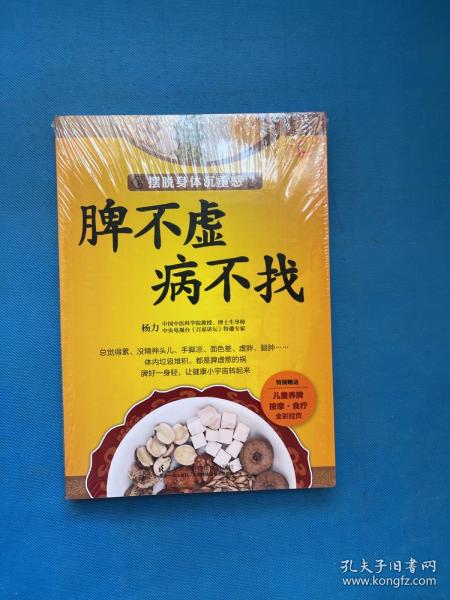 摆脱身体沉重感
脾不虚
病不找
杨力 中国中医科学院教授、博士生导师
中央电视台《百家讲坛》特邀专家
总觉得累、没精神头儿、手脚凉、面色差、虚胖、腿肿……
体内垃圾堆积，都是脾虚惹的祸
脾好一身轻，让健康小宇宙转起来
特别赠送
儿童养脾
按摩·食疗
全彩拉页
孔夫子旧书网
www.kongfz.com